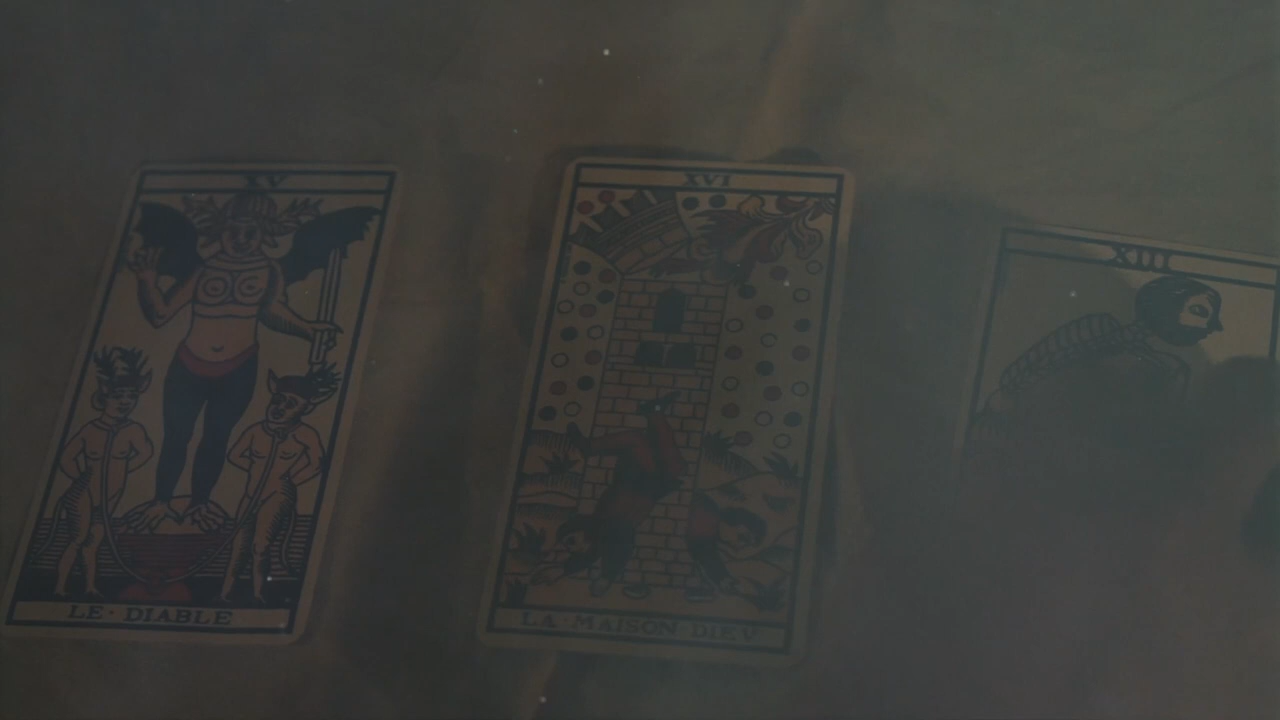 XV
LE · DIABLE
XVI
LA · MAISON DIEV
XIII